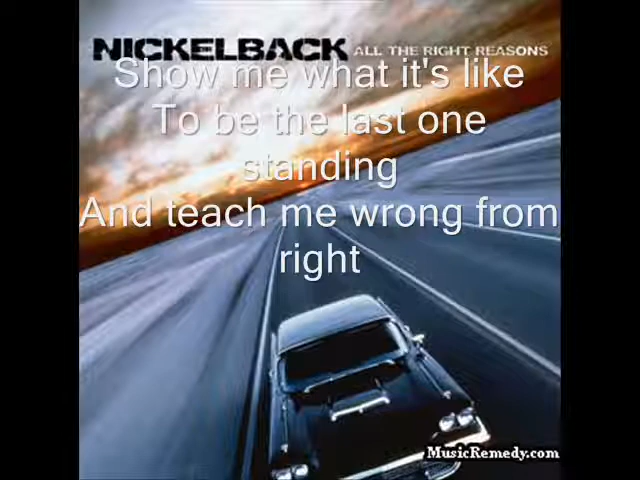 NICKELBACK ALL THE RIGHT REASONS
Show me what it's like
To be the last one
standing
And teach me wrong from
right
MusicRemedy.com